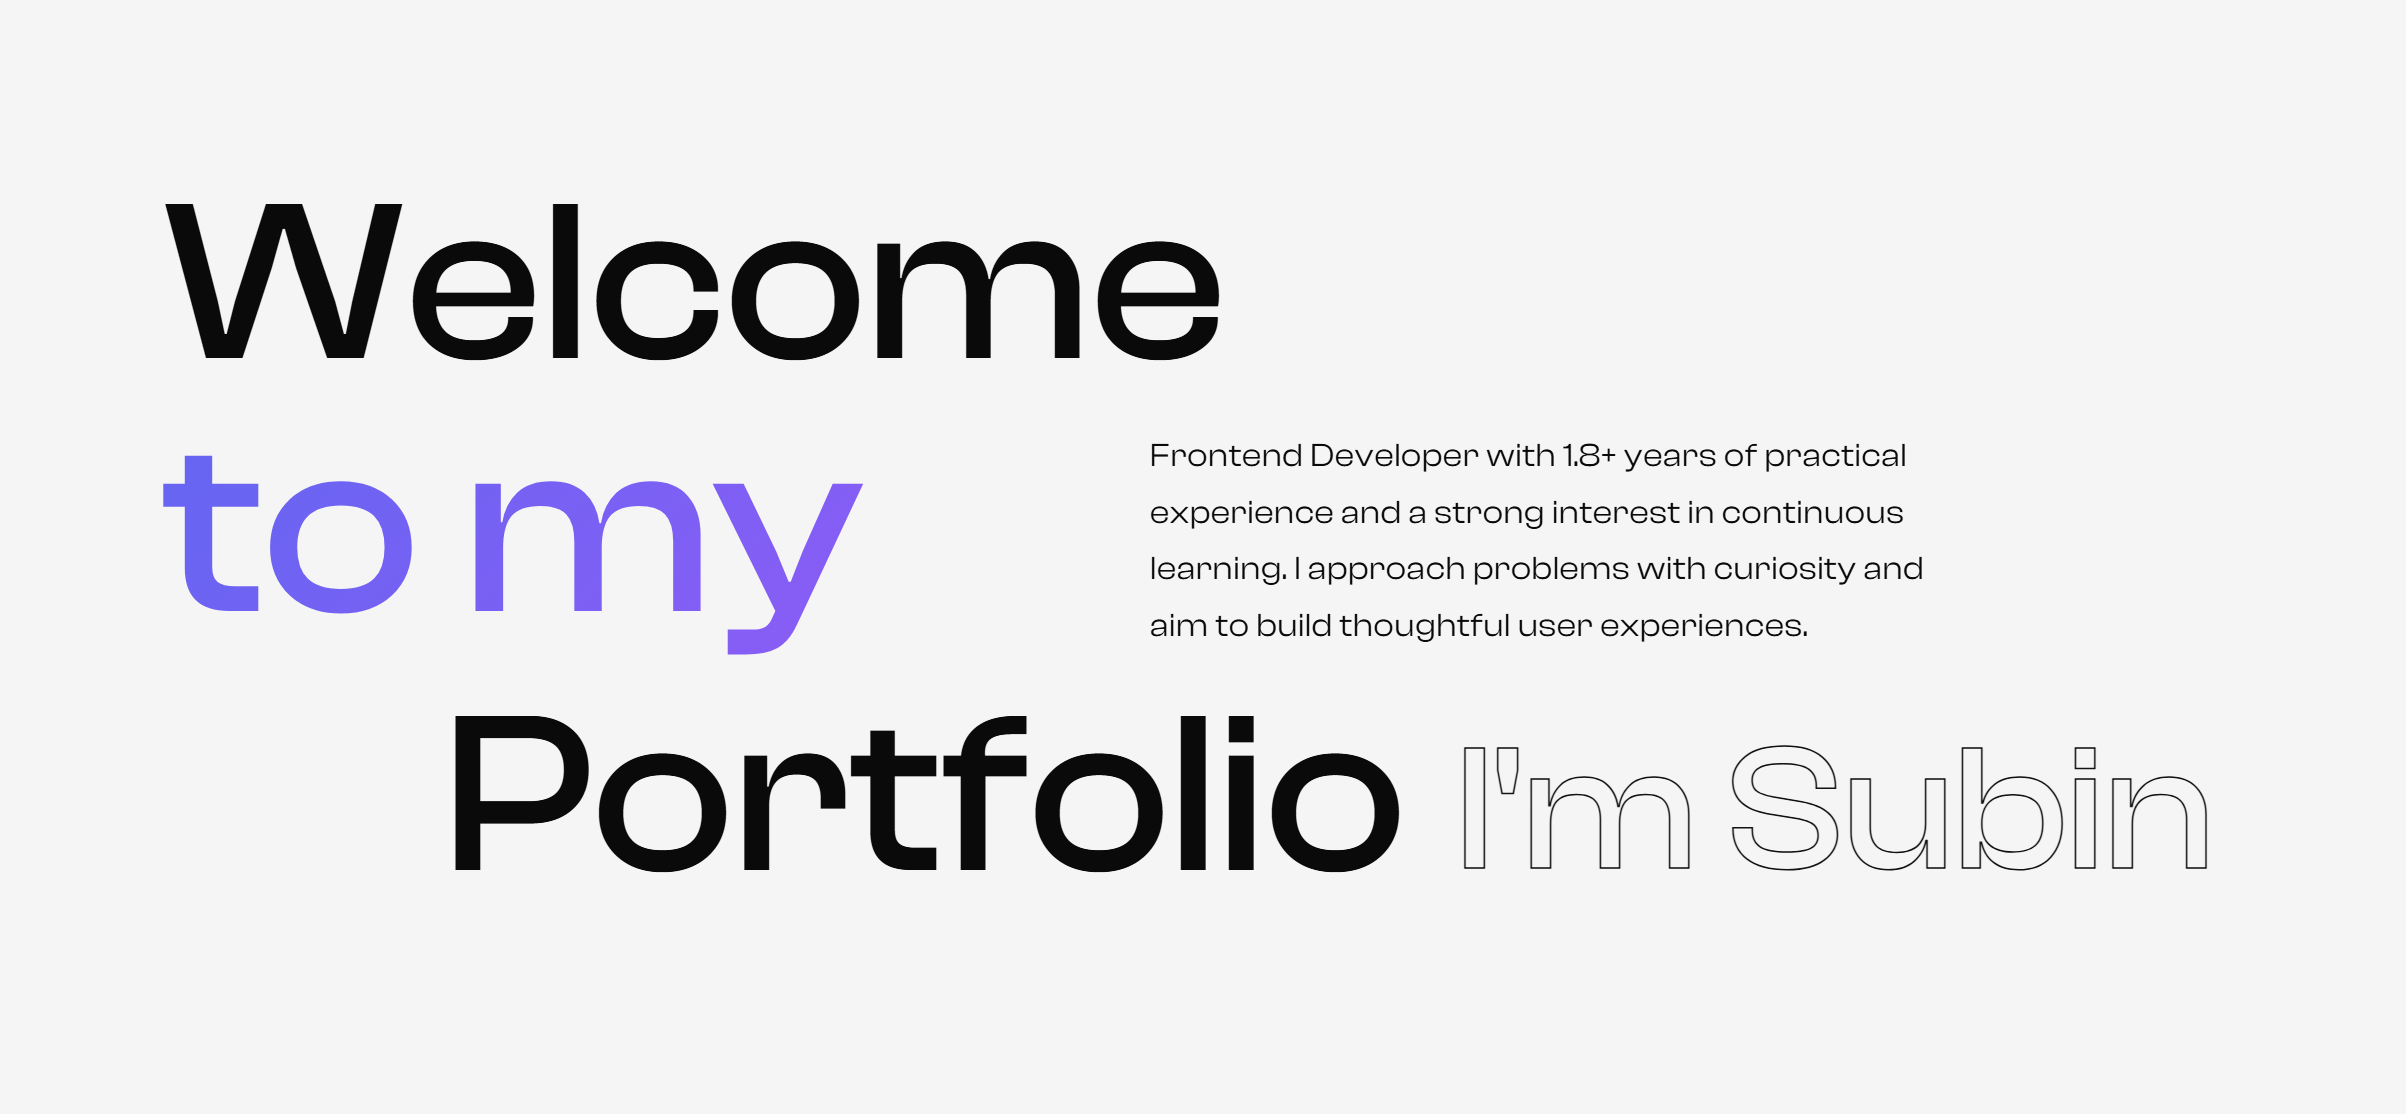 Welcome
to my
Frontend Developer with 1.8+ years of practical
experience and a strong interest in continuous
learning. I approach problems with curiosity and
aim to build thoughtful user experiences.
Portfolio I'm Subin